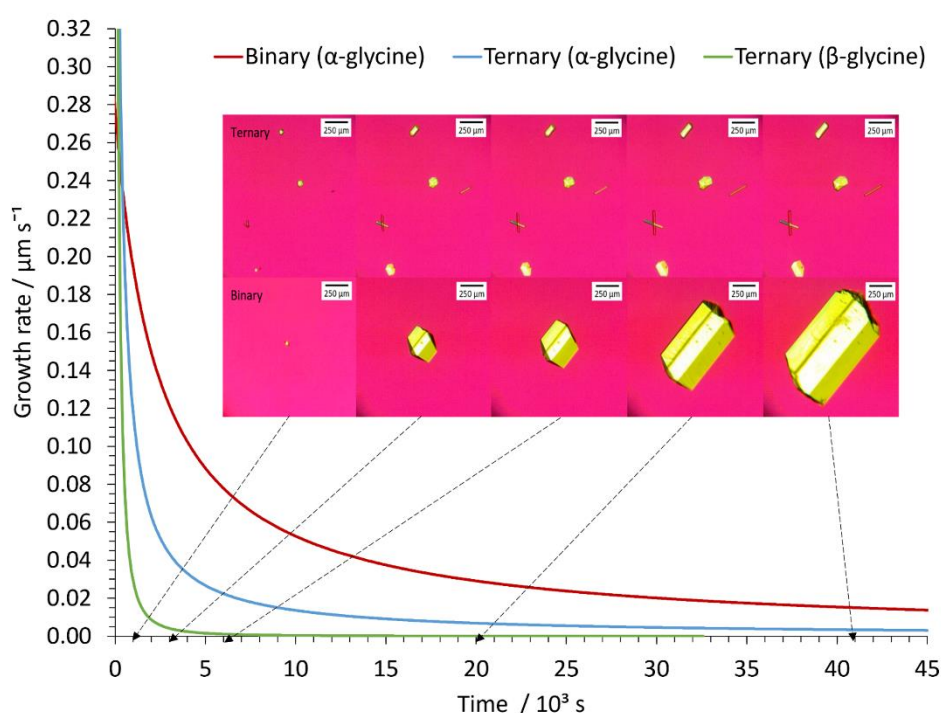 0.32
0.30
0.28
0.26
0.24
0.22
0.20
0.18
0.16
0.14
0.12
0.10
0.08
0.06
0.04
0.02
0.00
Growth rate / μm s⁻¹
Binary (α-glycine) Ternary (α-glycine) Ternary (β-glycine)
Ternary 250 μm 250 μm 250 μm 250 μm 250 μm
Binary 250 μm 250 μm 250 μm 250 μm 250 μm
0 5 10 15 20 25 30 35 40 45
Time / 10³ s